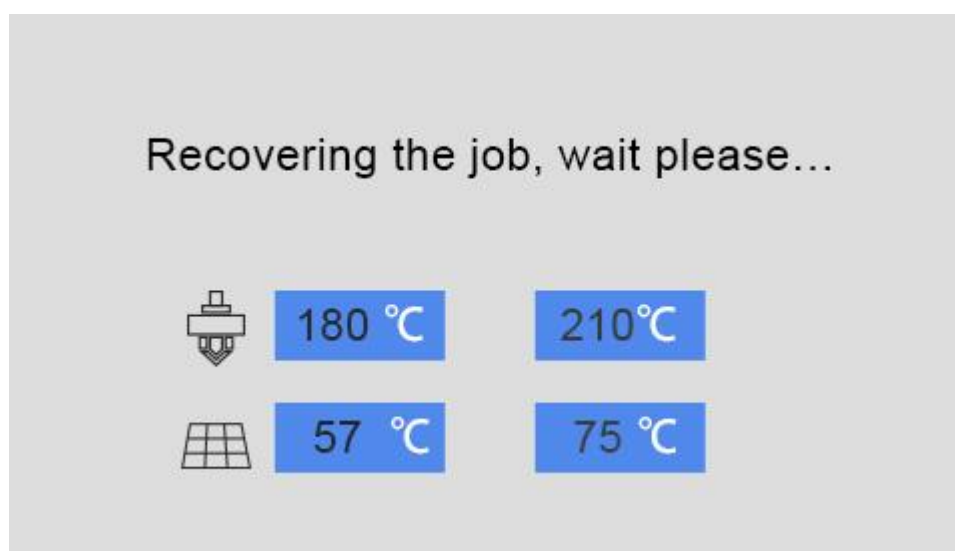 Recovering the job, wait please...
180 ℃ 210℃
57 ℃ 75 ℃